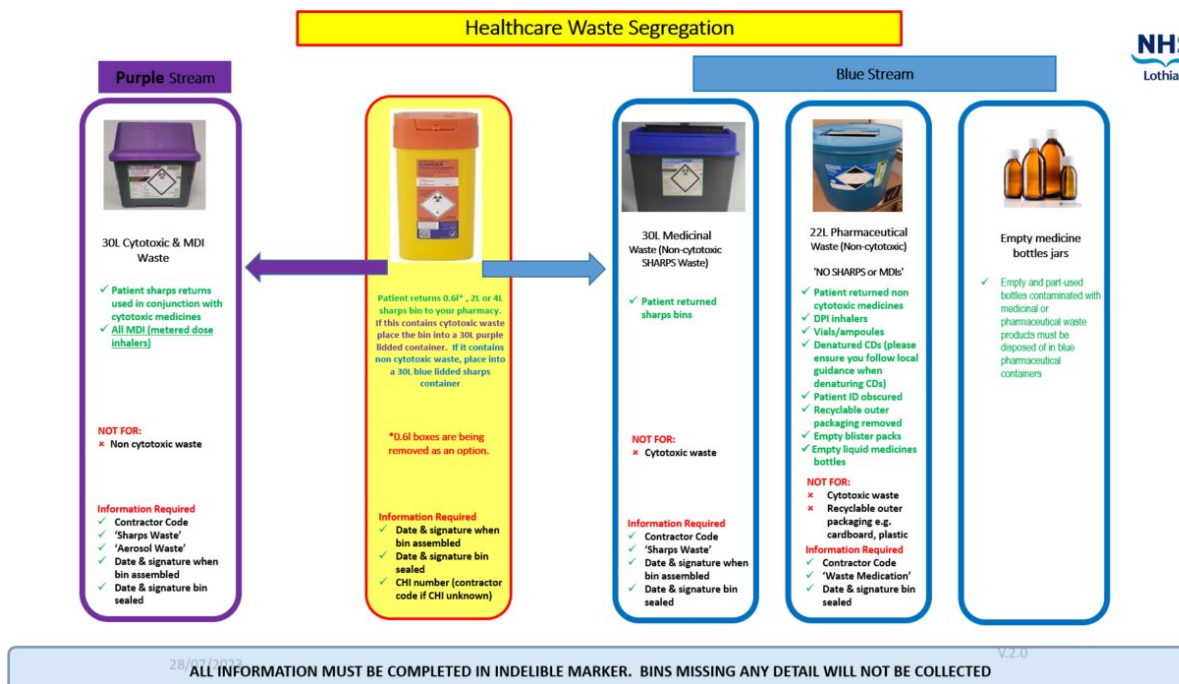 Healthcare Waste Segregation
NHS
Lothian
Purple Stream
Blue Stream
30L Cytotoxic & MDI
Waste
✓ Patient sharps returns
used in conjunction with
cytotoxic medicines
✓ All MDI (metered dose
inhalers)
NOT FOR:
× Non cytotoxic waste
Information Required
✓ Contractor Code
✓ ‘Sharps Waste’
✓ ‘Aerosol Waste’
✓ Date & signature when
bin assembled
✓ Date & signature bin
sealed
DANGER
Patient returns 0.6l* , 2L or 4L
sharps bin to your pharmacy.
If this contains cytotoxic waste
place the bin into a 30L purple
lidded container. If it contains
non cytotoxic waste, place into
a 30L blue lidded sharps
container
*0.6l boxes are being
removed as an option.
Information Required
✓ Date & signature when
bin assembled
✓ Date & signature bin
sealed
✓ CHI number (contractor
code if CHI unknown)
30L Medicinal
Waste (Non-cytotoxic
SHARPS Waste)
✓ Patient returned
sharps bins
NOT FOR:
× Cytotoxic waste
Information Required
✓ Contractor Code
✓ ‘Sharps Waste’
✓ Date & signature when
bin assembled
✓ Date & signature bin
sealed
22L Pharmaceutical
Waste (Non-cytotoxic)
‘NO SHARPS or MDIs’
✓ Patient returned non
cytotoxic medicines
✓ DPI inhalers
✓ Vials/ampoules
✓ Denatured CDs (please
ensure you follow local
guidance when
denaturing CDs)
✓ Patient ID obscured
✓ Recyclable outer
packaging removed
✓ Empty blister packs
✓ Empty liquid medicines
bottles
NOT FOR:
× Cytotoxic waste
× Recyclable outer
packaging e.g.
cardboard, plastic
Information Required
✓ Contractor Code
✓ ‘Waste Medication’
✓ Date & signature bin
sealed
Empty medicine
bottles jars
✓ Empty and part-used
bottles contaminated with
medicinal or
pharmaceutical waste
products must be
disposed of in blue
pharmaceutical
containers
28/07/2023
V.2.0
ALL INFORMATION MUST BE COMPLETED IN INDELIBLE MARKER. BINS MISSING ANY DETAIL WILL NOT BE COLLECTED